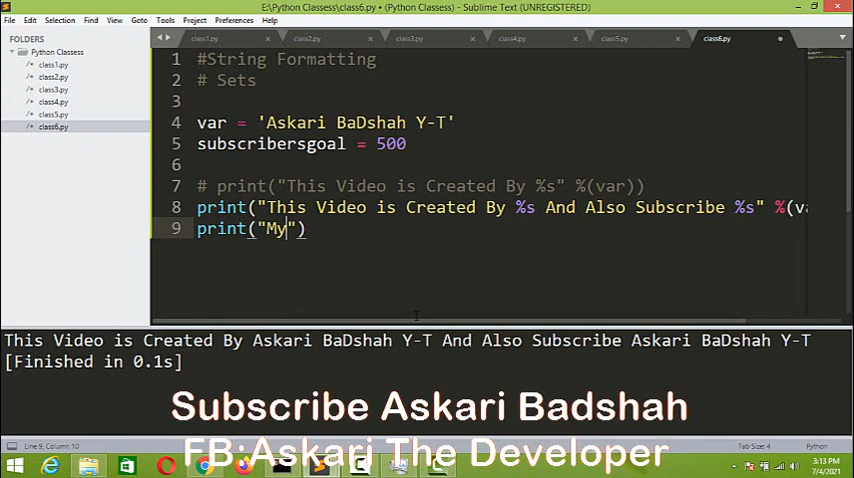 E:\Python Classess\class6.py • (Python Classess) - Sublime Text (UNREGISTERED)
File Edit Selection Find View Goto Tools Project Preferences Help
FOLDERS
Python Classess
class1.py
class2.py
class3.py
class4.py
class5.py
class6.py
class1.py class2.py class3.py class4.py class5.py class6.py
1 #String Formatting
2 # Sets
3
4 var = 'Askari BaDshah Y-T'
5 subscribersgoal = 500
6
7 # print("This Video is Created By %s" %(var))
8 print("This Video is Created By %s And Also Subscribe %s" %(va
9 print("My")
This Video is Created By Askari BaDshah Y-T And Also Subscribe Askari BaDshah Y-T
[Finished in 0.1s]
Subscribe Askari Badshah
FB:Askari The Developer
Line 9, Column 10
Tab Size: 4 Python
3:13 PM
7/4/2021